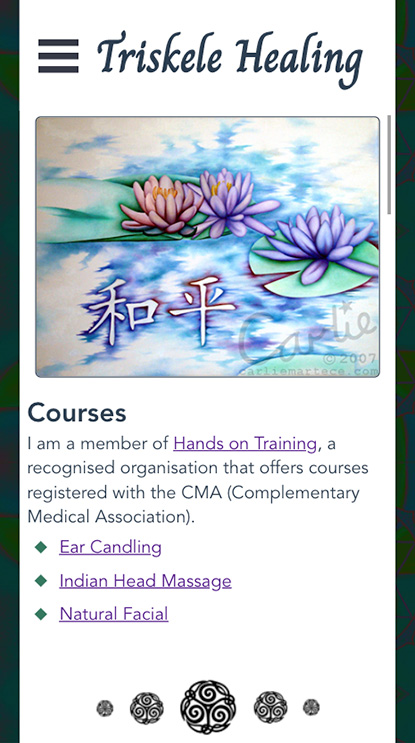 Triskele Healing
和平
Carlie
© 2007
carliemartece.com
Courses
I am a member of Hands on Training, a
recognised organisation that offers courses
registered with the CMA (Complementary
Medical Association).
Ear Candling
Indian Head Massage
Natural Facial